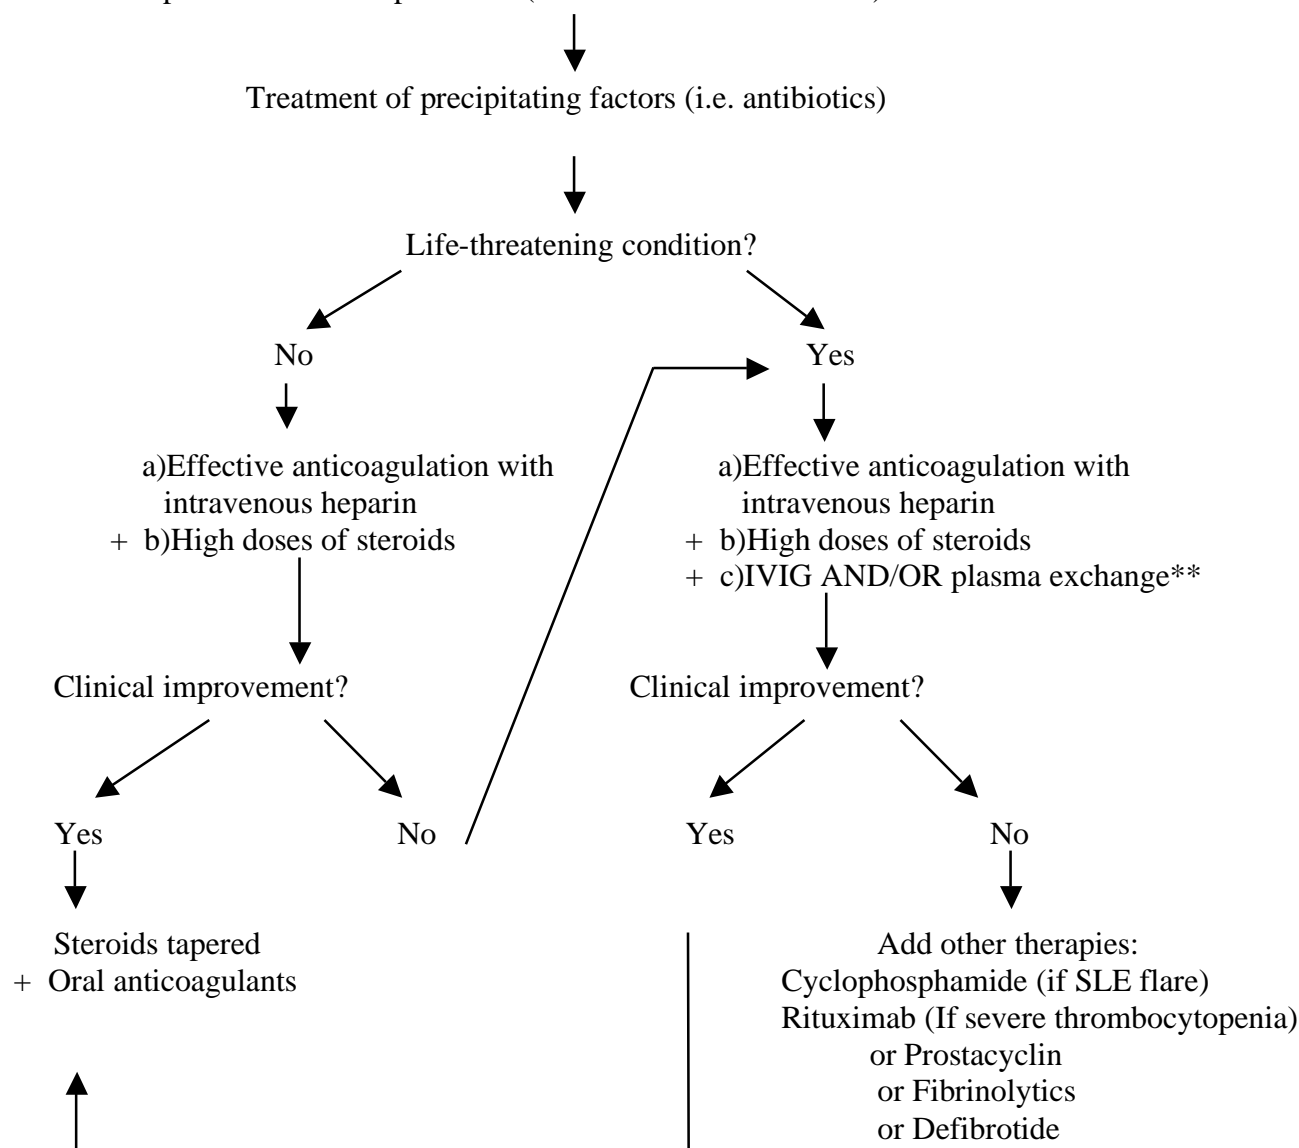 Treatment of precipitating factors (i.e. antibiotics)
Life-threatening condition?
No
Yes
a)Effective anticoagulation with
intravenous heparin
+ b)High doses of steroids
a)Effective anticoagulation with
intravenous heparin
+ b)High doses of steroids
+ c)IVIG AND/OR plasma exchange**
Clinical improvement?
Clinical improvement?
Yes
No
Yes
No
Steroids tapered
+ Oral anticoagulants
Add other therapies:
Cyclophosphamide (if SLE flare)
Rituximab (If severe thrombocytopenia)
or Prostacyclin
or Fibrinolytics
or Defibrotide